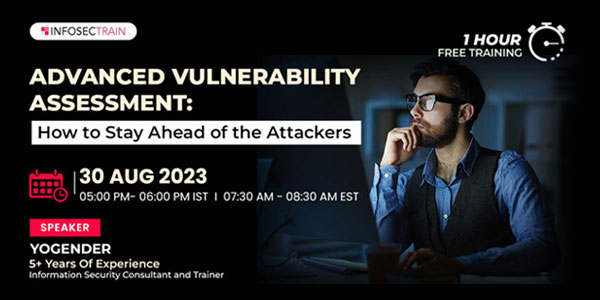 INFOSECTRAIN
1 HOUR
FREE TRAINING
ADVANCED VULNERABILITY
ASSESSMENT:
How to Stay Ahead of the Attackers
30 AUG 2023
05:00 PM- 06:00 PM IST I 07:30 AM - 08:30 AM EST
SPEAKER
YOGENDER
5+ Years Of Experience
Information Security Consultant and Trainer